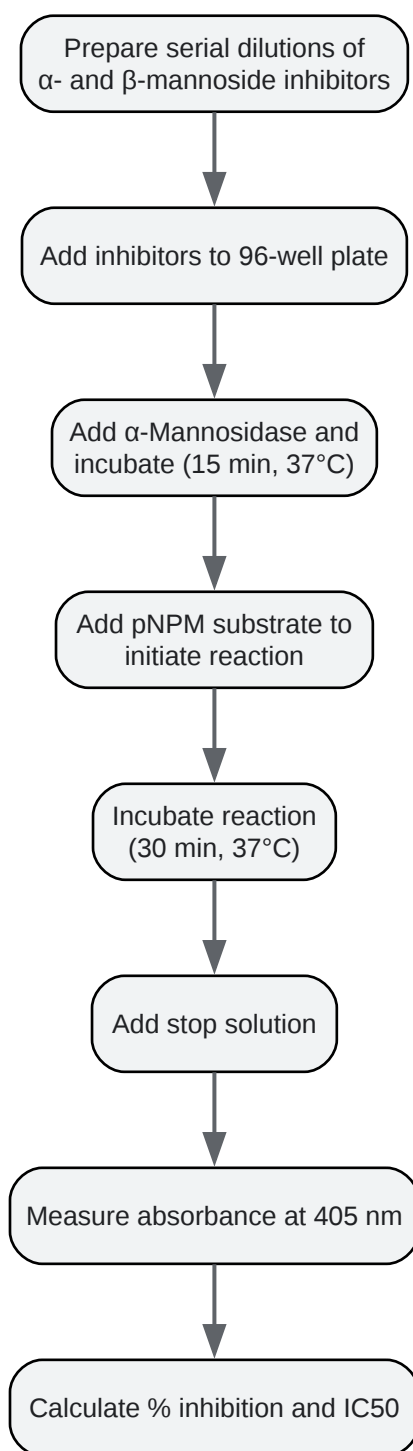 Prepare serial dilutions of
α- and β-mannoside inhibitors
Add inhibitors to 96-well plate
Add α-Mannosidase and
incubate (15 min, 37°C)
Add pNPM substrate to
initiate reaction
Incubate reaction
(30 min, 37°C)
Add stop solution
Measure absorbance at 405 nm
Calculate % inhibition and IC50